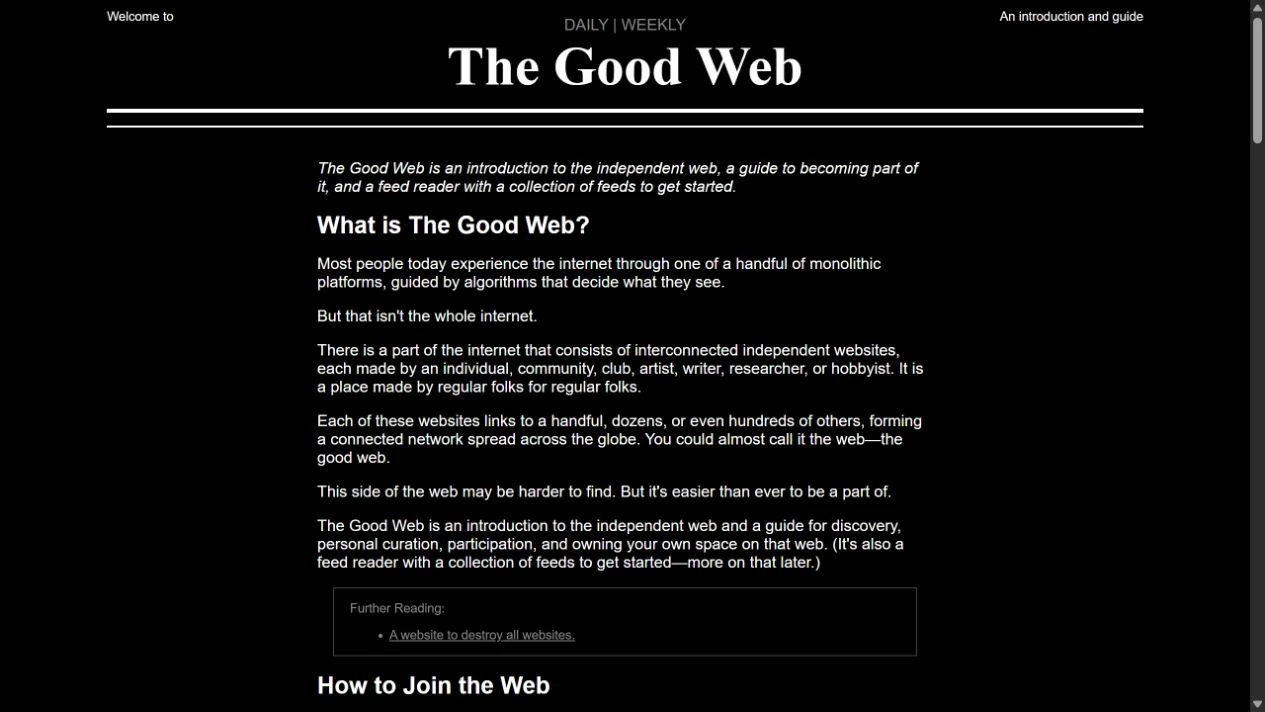 Welcome to
DAILY | WEEKLY
An introduction and guide
The Good Web
The Good Web is an introduction to the independent web, a guide to becoming part of
it, and a feed reader with a collection of feeds to get started.
What is The Good Web?
Most people today experience the internet through one of a handful of monolithic
platforms, guided by algorithms that decide what they see.
But that isn't the whole internet.
There is a part of the internet that consists of interconnected independent websites,
each made by an individual, community, club, artist, writer, researcher, or hobbyist. It is
a place made by regular folks for regular folks.
Each of these websites links to a handful, dozens, or even hundreds of others, forming
a connected network spread across the globe. You could almost call it the web—the
good web.
This side of the web may be harder to find. But it's easier than ever to be a part of.
The Good Web is an introduction to the independent web and a guide for discovery,
personal curation, participation, and owning your own space on that web. (It's also a
feed reader with a collection of feeds to get started—more on that later.)
Further Reading:
• A website to destroy all websites.
How to Join the Web